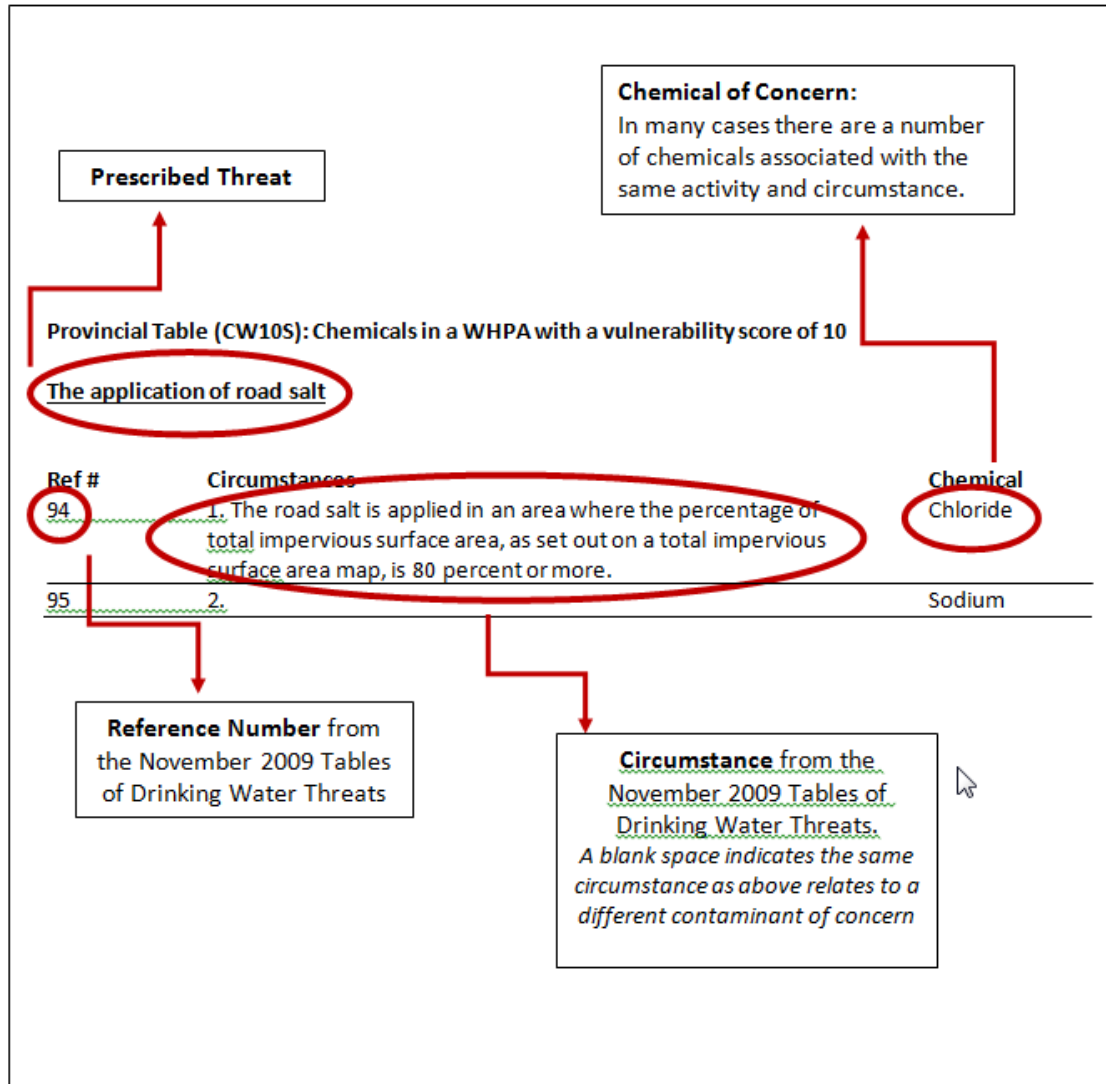 Chemical of Concern:
In many cases there are a number
of chemicals associated with the
same activity and circumstance.
Prescribed Threat
Provincial Table (CW10S): Chemicals in a WHPA with a vulnerability score of 10
The application of road salt
Ref # Circumstances Chemical
94 1. The road salt is applied in an area where the percentage of Chloride
total impervious surface area, as set out on a total impervious
surface area map, is 80 percent or more.
95 2. Sodium
Reference Number from
the November 2009 Tables
of Drinking Water Threats
Circumstance from the
November 2009 Tables of
Drinking Water Threats.
A blank space indicates the same
circumstance as above relates to a
different contaminant of concern